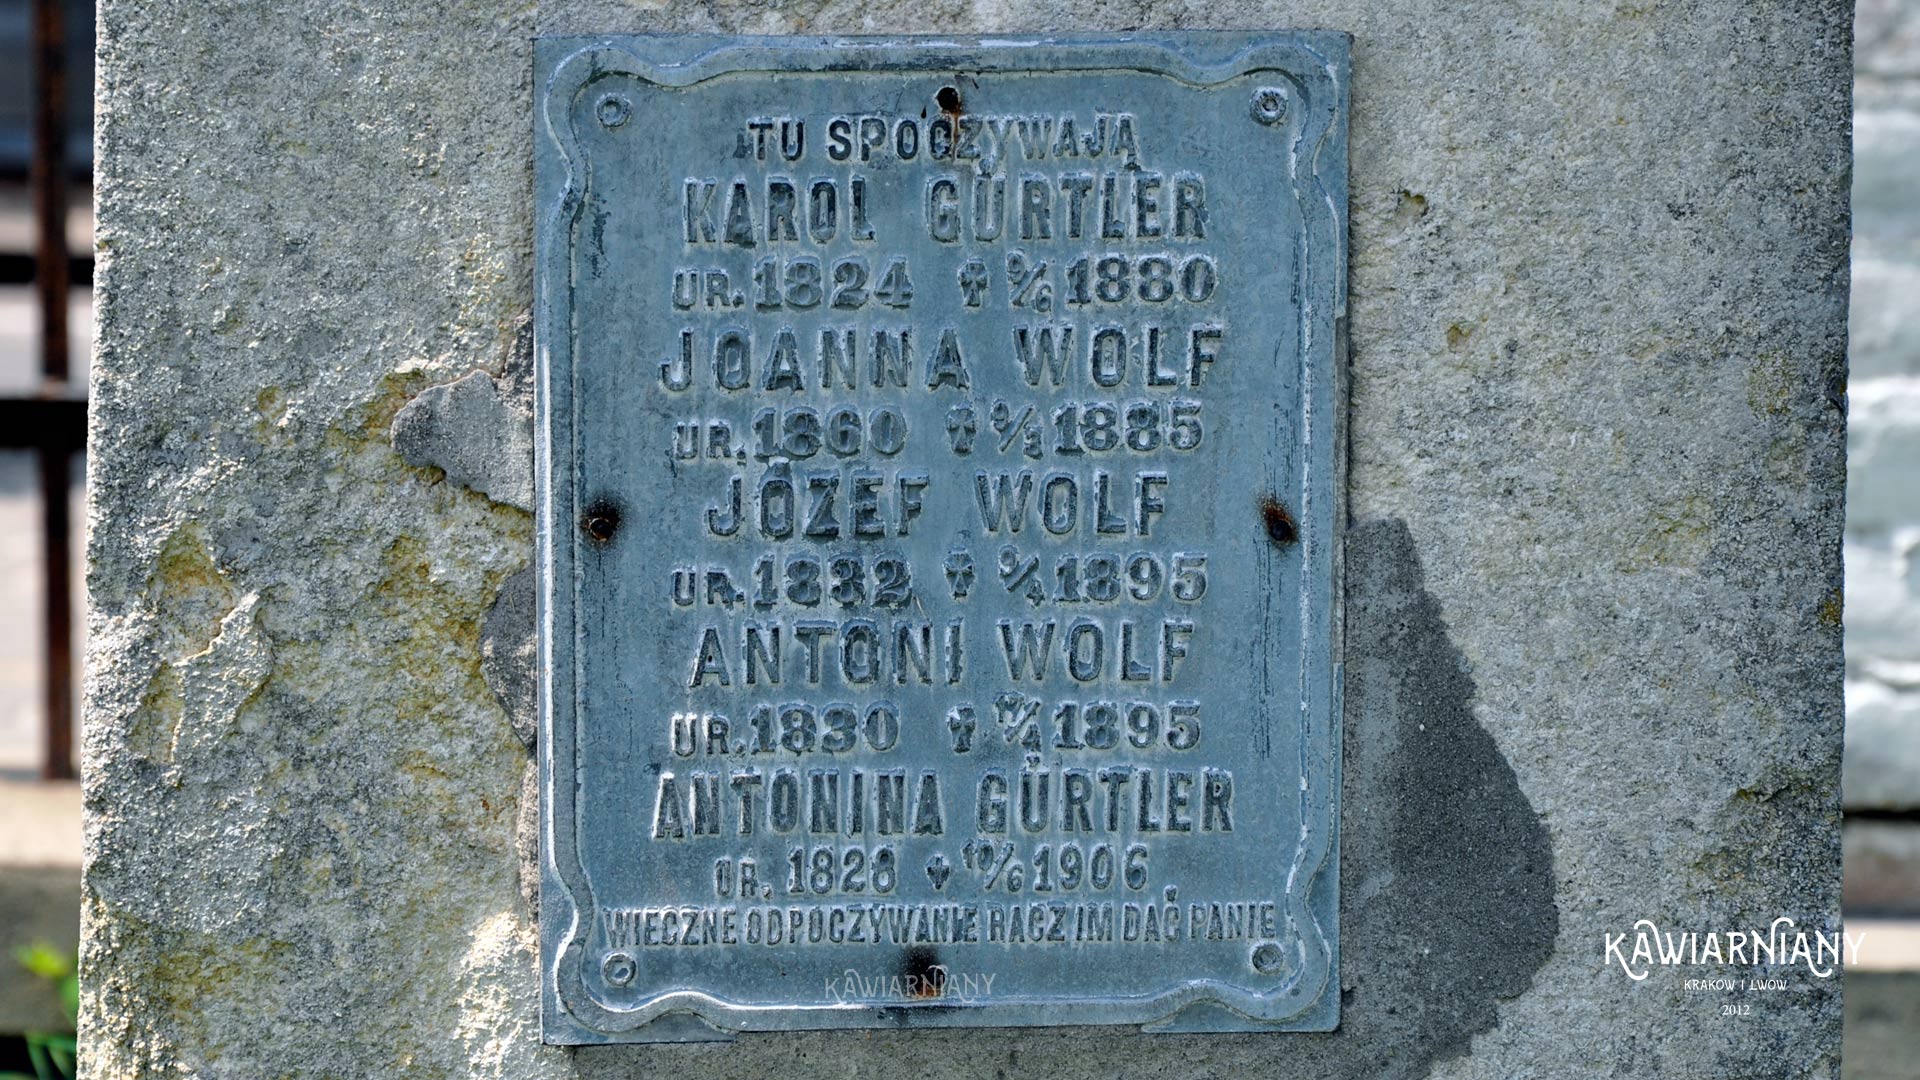 TU SPOCZYWAJĄ
KAROL GÜRTLER
UR. 1824 ✝ 9/6 1880
JOANNA WOLF
UR. 1860 ✝ 9/3 1885
JÓZEF WOLF
UR. 1832 ✝ 9/4 1895
ANTONI WOLF
UR. 1830 ✝ 17/4 1895
ANTONINA GÜRTLER
UR. 1828 ✝ 10/6 1906
WIECZNE ODPOCZYWANIE RACZ IM DAĆ PANIE
KAWIARNIANY
KAWIARNIANY
KRAKÓW I LWÓW
2012